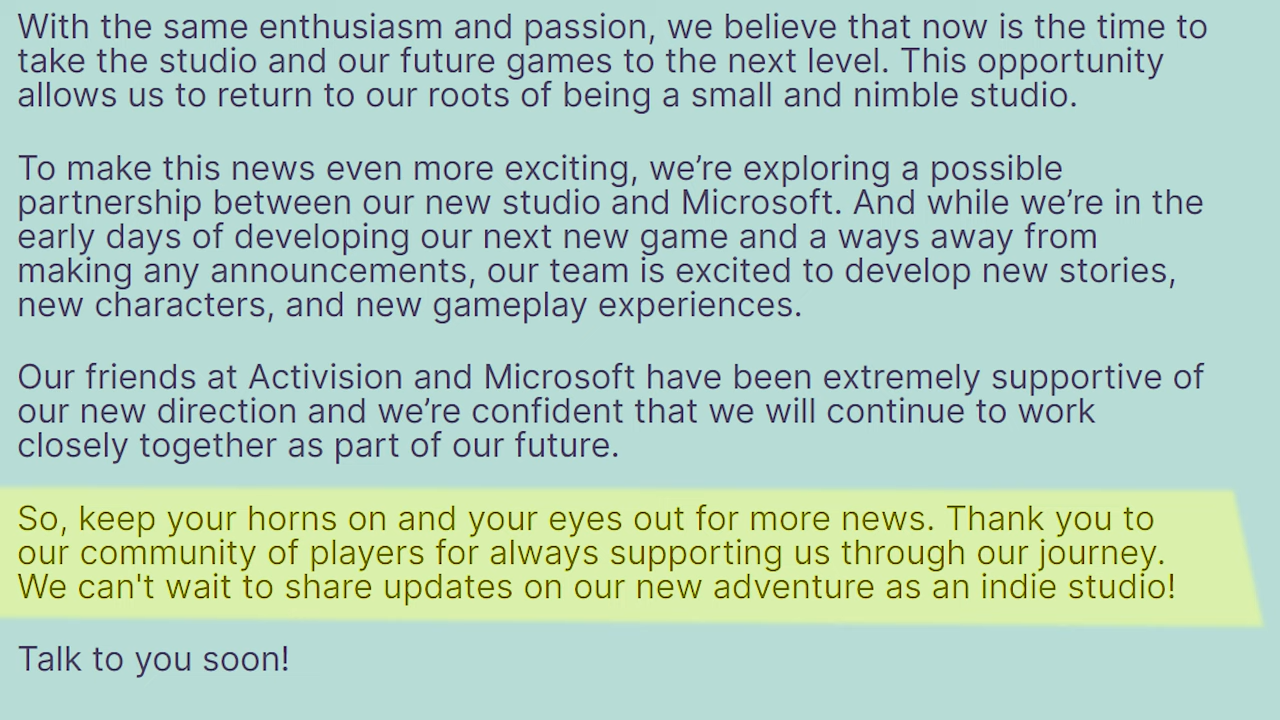 With the same enthusiasm and passion, we believe that now is the time to
take the studio and our future games to the next level. This opportunity
allows us to return to our roots of being a small and nimble studio.
To make this news even more exciting, we’re exploring a possible
partnership between our new studio and Microsoft. And while we’re in the
early days of developing our next new game and a ways away from
making any announcements, our team is excited to develop new stories,
new characters, and new gameplay experiences.
Our friends at Activision and Microsoft have been extremely supportive of
our new direction and we’re confident that we will continue to work
closely together as part of our future.
So, keep your horns on and your eyes out for more news. Thank you to
our community of players for always supporting us through our journey.
We can't wait to share updates on our new adventure as an indie studio!
Talk to you soon!